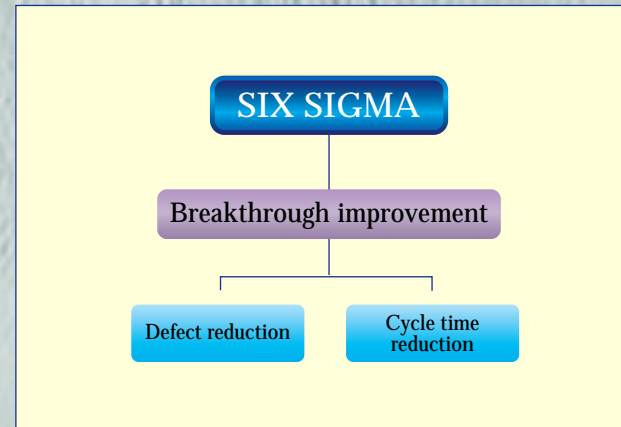 SIX SIGMA
Breakthrough improvement
Defect reduction
Cycle time
reduction